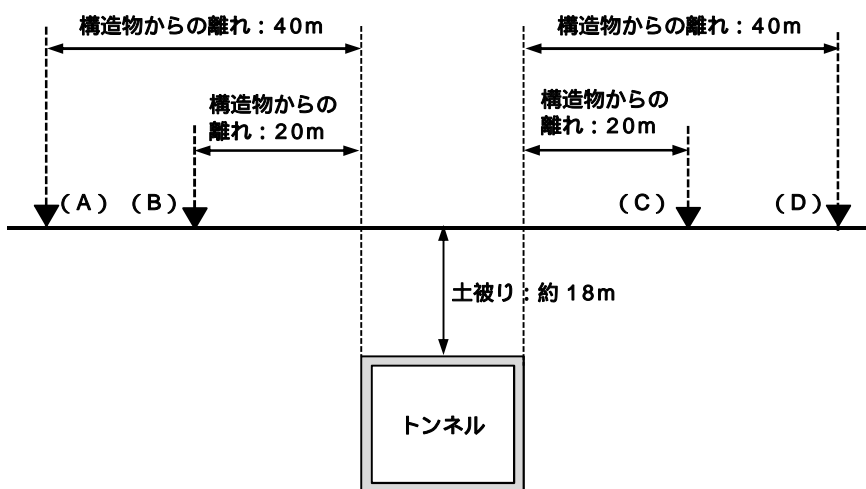 構造物からの離れ：40m
構造物からの離れ：40m
構造物からの
離れ：20m
構造物からの
離れ：20m
（A）
（B）
（C）
（D）
土被り：約18m
トンネル